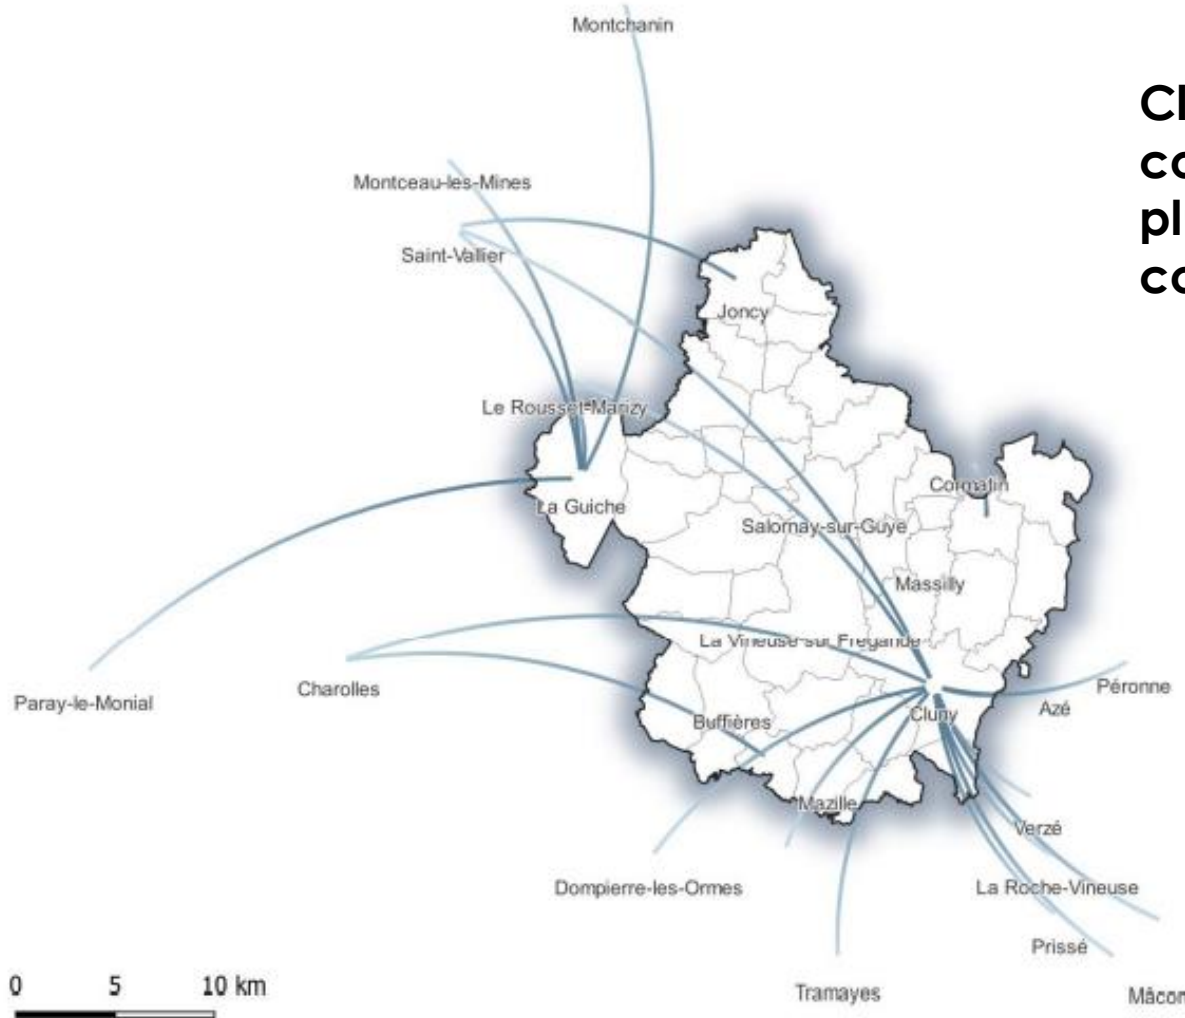 Montchanin
Montceau-les-Mines
Saint-Vallier
Joncy
Le Rousset-Marizy
Cormatin
La Guiche
Salornay-sur-Guye
Massilly
La Vineuse sur Fregande
Charolles
Péronne
Paray-le-Monial
Azé
Cluny
Buffières
Mazille
Verzé
Dompierre-les-Ormes
La Roche-Vineuse
Prissé
0 5 10 km
Tramayes
Mâcon